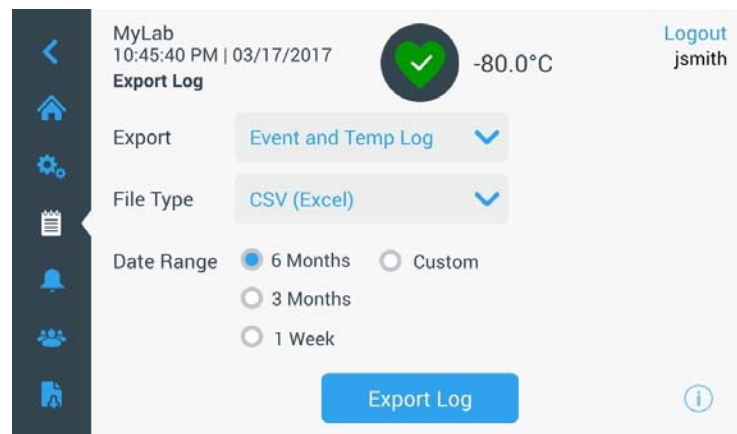 MyLab
10:45:40 PM | 03/17/2017
Export Log
-80.0°C
Logout
jsmith
Export
Event and Temp Log
File Type
CSV (Excel)
Date Range
6 Months
Custom
3 Months
1 Week
Export Log
i